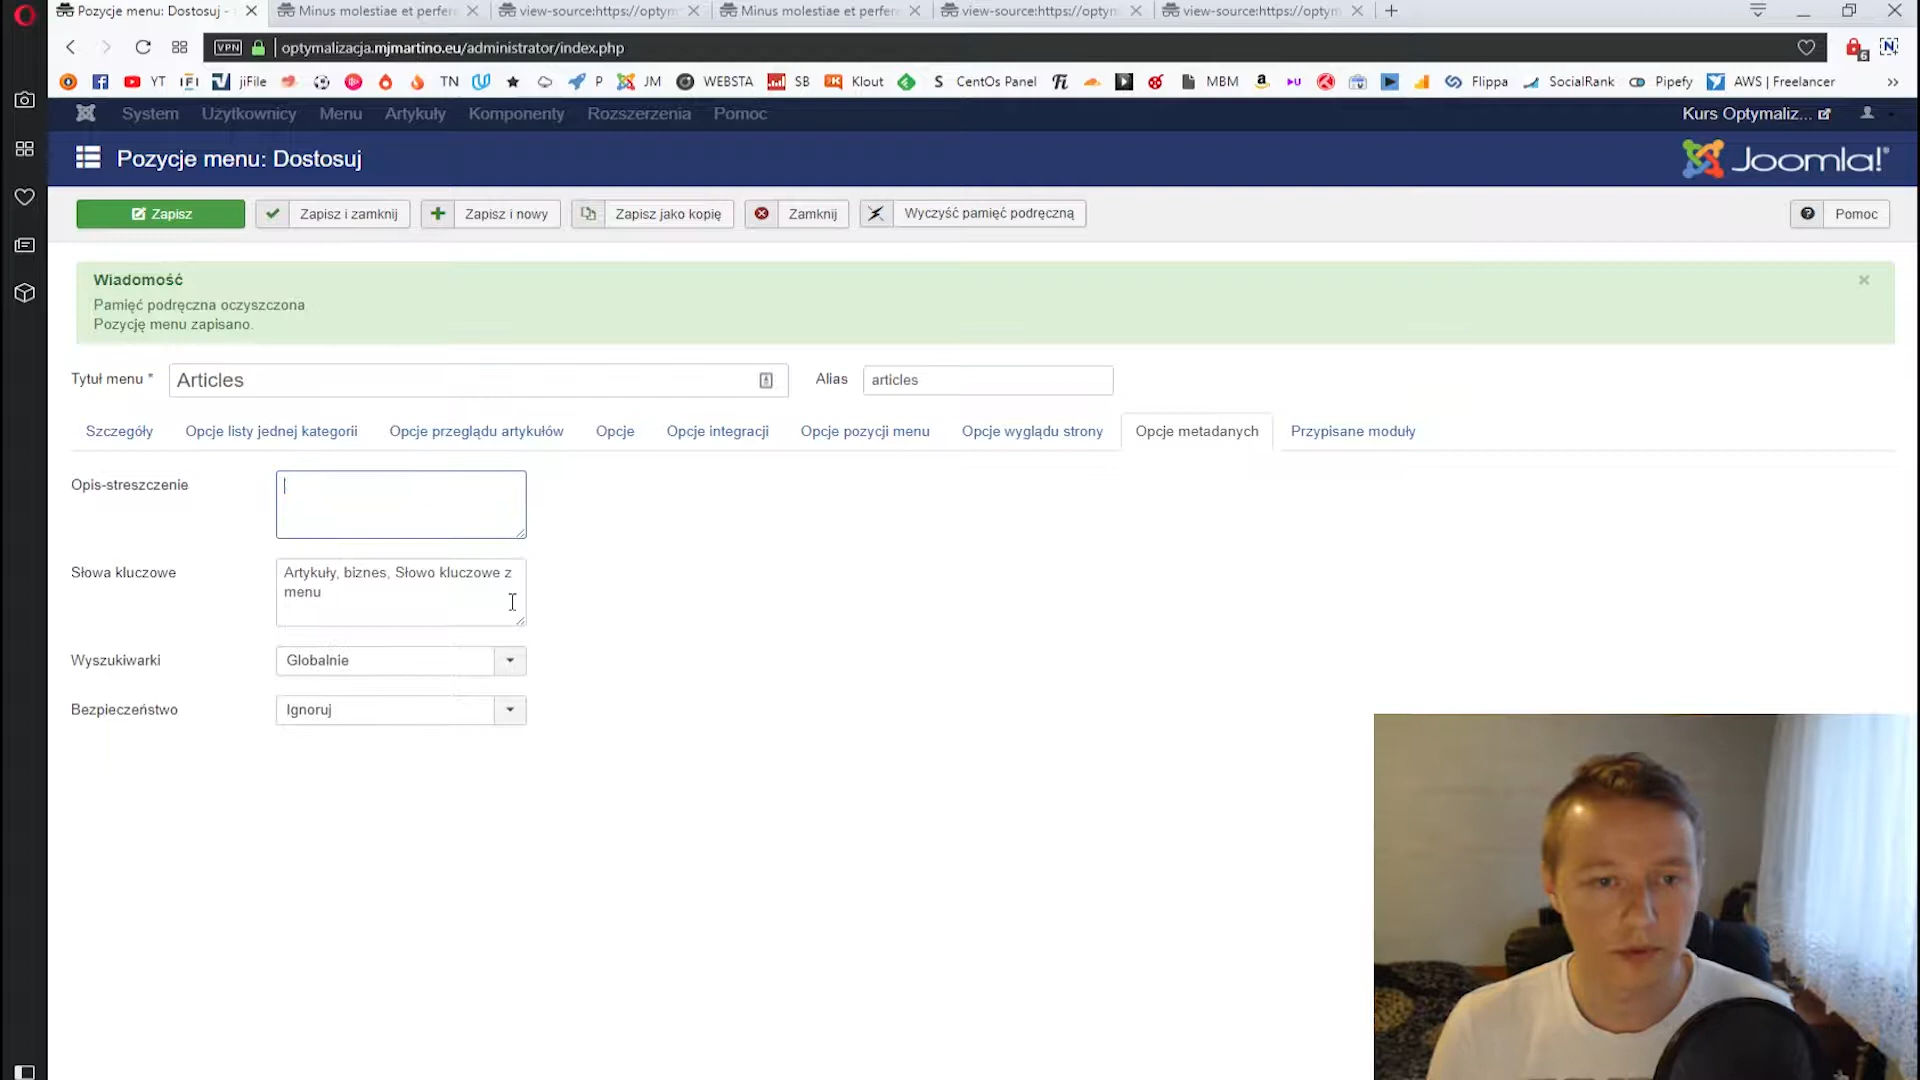 Pozycje menu: Dostosuj -
Minus molestiae et perfere
view-source:https://optym
Minus molestiae et perfere
view-source:https://optym
view-source:https://optym
VPN
optymalizacja.mjmartino.eu/administrator/index.php
6
N
YT
jiFile
TN
P
JM
WEBSTA
SB
Klout
S
CentOs Panel
MBM
a
Flippa
SocialRank
Pipefy
AWS | Freelancer
»
System
Użytkownicy
Menu
Artykuły
Komponenty
Rozszerzenia
Pomoc
Kurs Optymaliz...
Pozycje menu: Dostosuj
Joomla!®
Zapisz
Zapisz i zamknij
Zapisz i nowy
Zapisz jako kopię
Zamknij
Wyczyść pamięć podręczną
Pomoc
Wiadomość
Pamięć podręczna oczyszczona
Pozycję menu zapisano.
Tytuł menu *
Articles
Alias
articles
Szczegóły
Opcje listy jednej kategorii
Opcje przeglądu artykułów
Opcje
Opcje integracji
Opcje pozycji menu
Opcje wyglądu strony
Opcje metadanych
Przypisane moduły
Opis-streszczenie
Słowa kluczowe
Artykuły, biznes, Słowo kluczowe z
menu
Wyszukiwarki
Globalnie
Bezpieczeństwo
Ignoruj